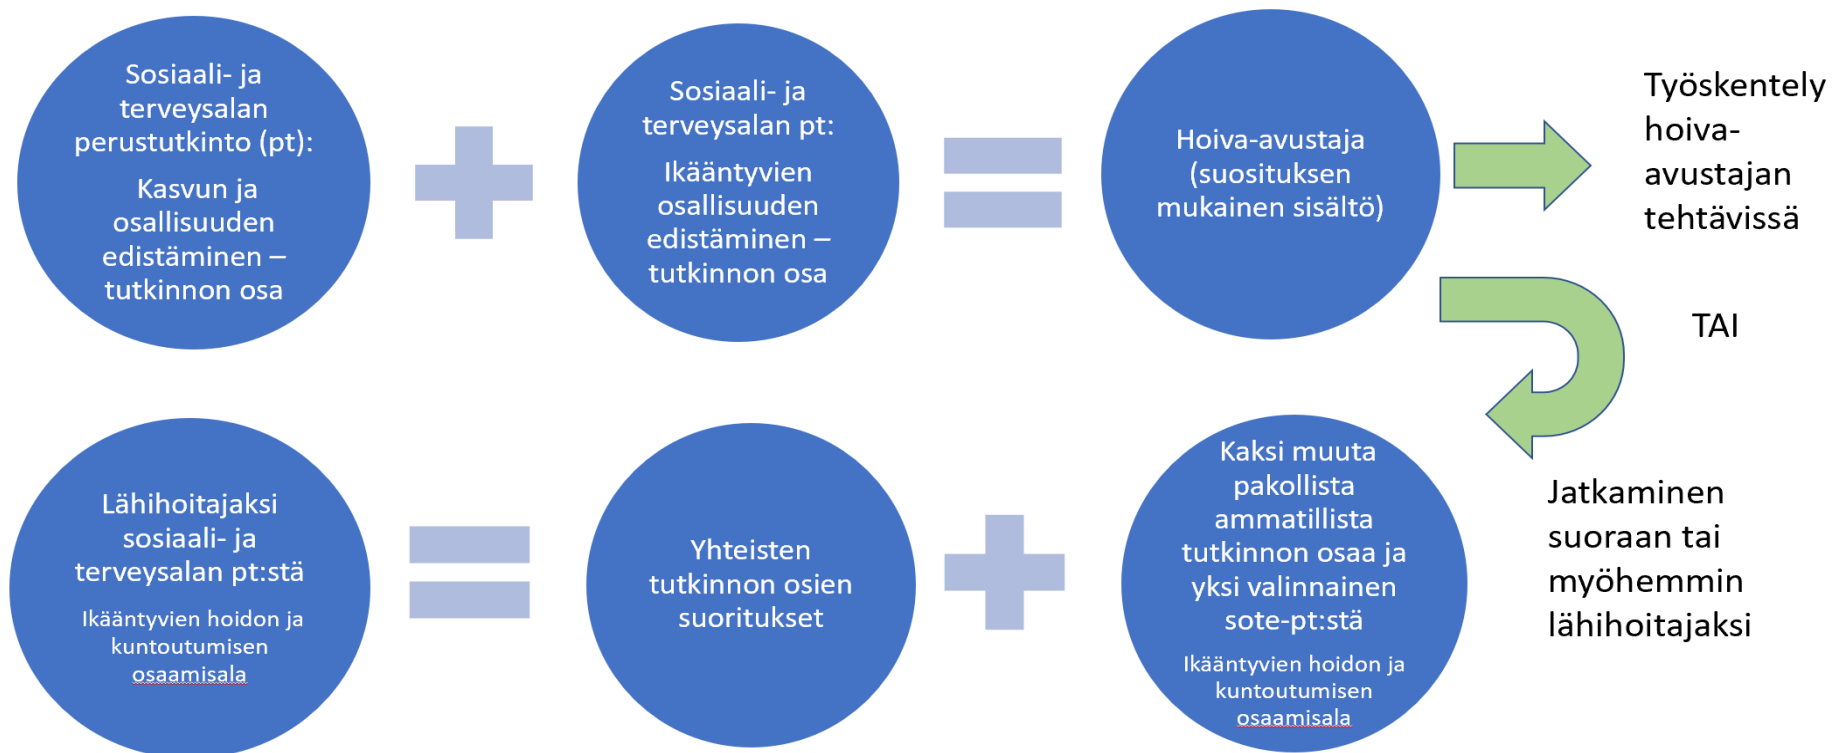 Sosiaali- ja
terveysalan
perustutkinto (pt):
Kasvun ja
osallisuuden
edistäminen –
tutkinnon osa
Sosiaali- ja
terveysalan pt:
Ikääntyvien
osallisuuden
edistäminen –
tutkinnon osa
Hoiva-avustaja
(suosituksen
mukainen sisältö)
Työskentely
hoiva-
avustajan
tehtävissä
TAI
Jatkaminen
suoraan tai
myöhemmin
lähihoitajaksi
Kaksi muuta
pakollista
ammatillista
tutkinnon osaa ja
yksi valinnainen
sote-pt:stä
Ikääntyvien hoidon ja
kuntoutumisen
osaamisala
Yhteisten
tutkinnon osien
suoritukset
Lähihoitajaksi
sosiaali- ja
terveysalan pt:stä
Ikääntyvien hoidon ja
kuntoutumisen
osaamisala